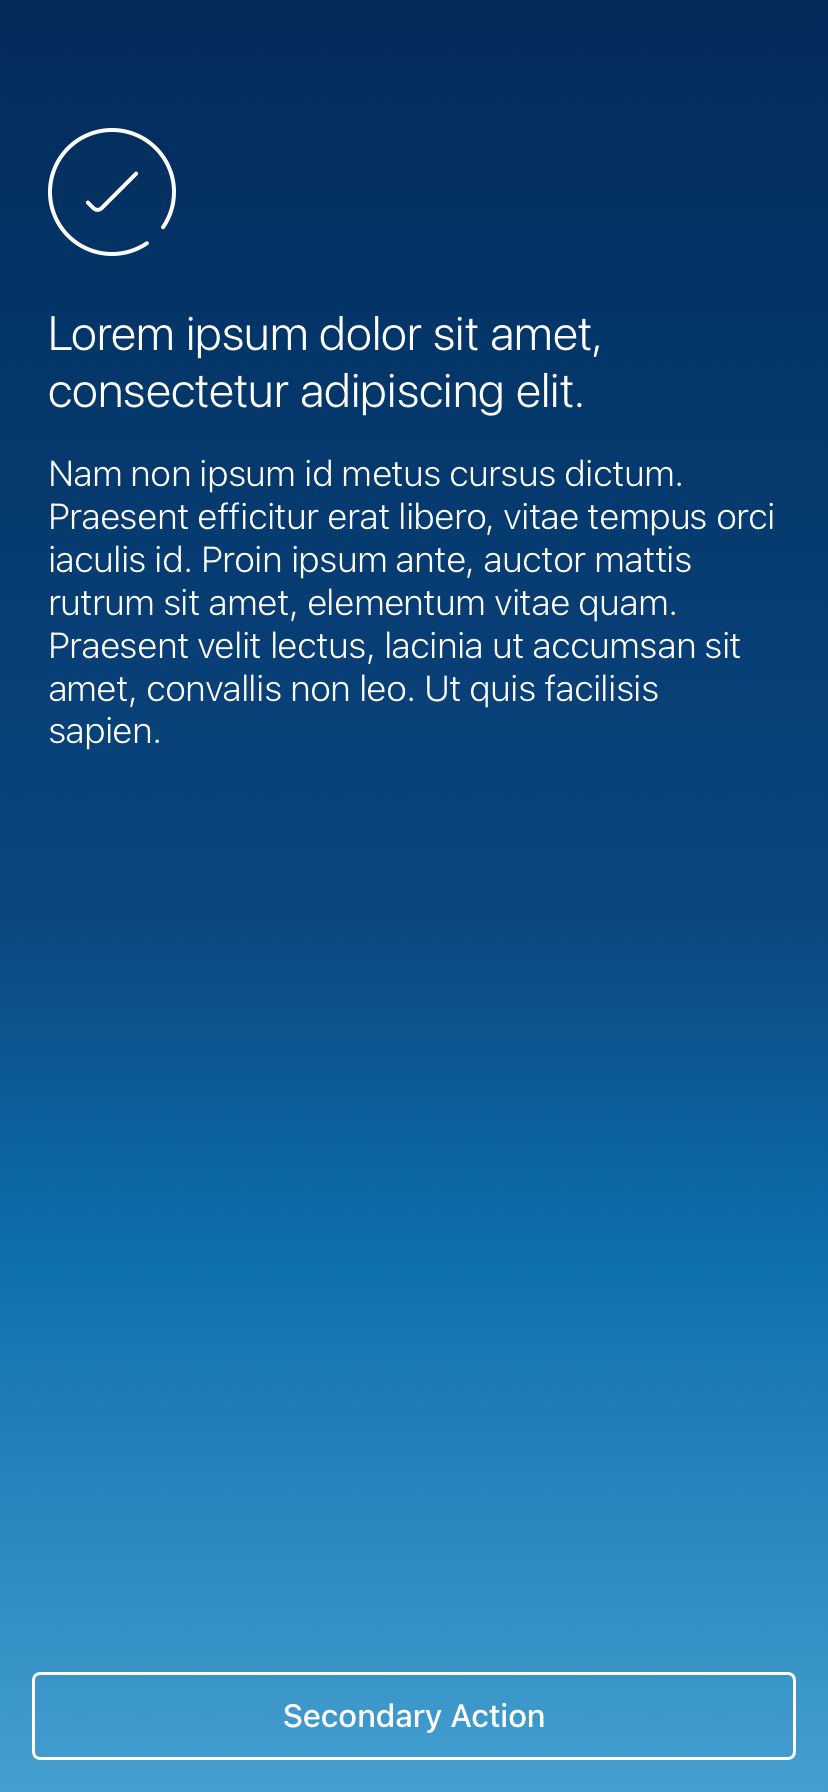 Lorem ipsum dolor sit amet,
consectetur adipiscing elit.
Nam non ipsum id metus cursus dictum.
Praesent efficitur erat libero, vitae tempus orci
iaculis id. Proin ipsum ante, auctor mattis
rutrum sit amet, elementum vitae quam.
Praesent velit lectus, lacinia ut accumsan sit
amet, convallis non leo. Ut quis facilisis
sapien.
Secondary Action